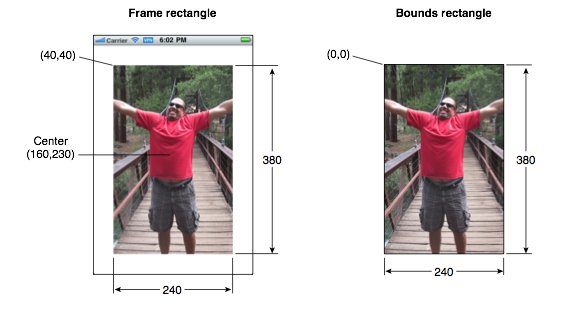 Frame rectangle
Bounds rectangle
Carrier VPN 6:02 PM
(40,40)
(0,0)
Center
(160,230)
380
380
240
240